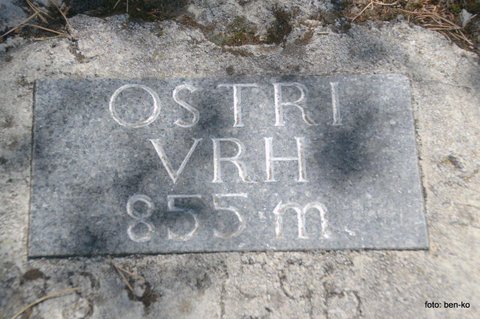 OSTRI
VRH
855 m.
foto: ben-ko